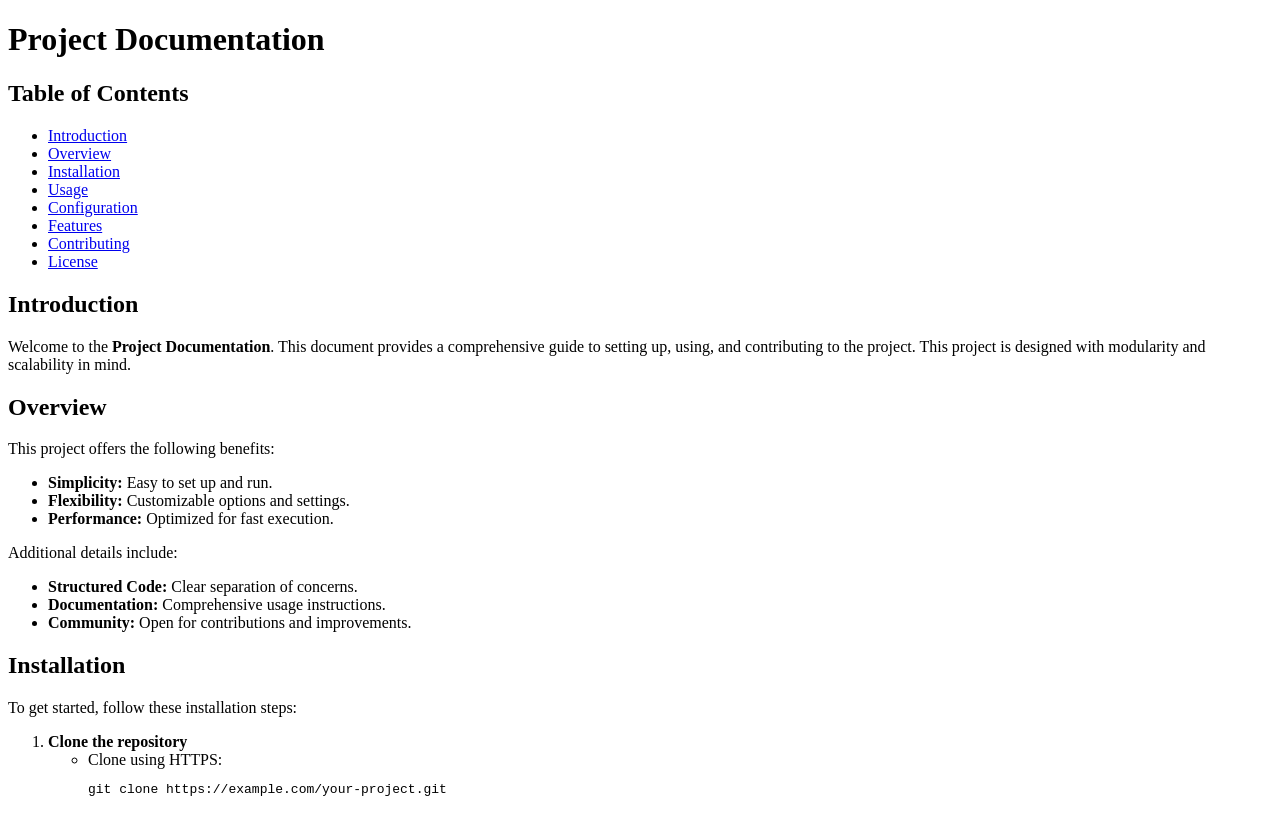 Project Documentation
Table of Contents
Introduction
Overview
Installation
Usage
Configuration
Features
Contributing
License
Introduction
Welcome to the Project Documentation. This document provides a comprehensive guide to setting up, using, and contributing to the project. This project is designed with modularity and
scalability in mind.
Overview
This project offers the following benefits:
Simplicity: Easy to set up and run.
Flexibility: Customizable options and settings.
Performance: Optimized for fast execution.
Additional details include:
Structured Code: Clear separation of concerns.
Documentation: Comprehensive usage instructions.
Community: Open for contributions and improvements.
Installation
To get started, follow these installation steps:
1. Clone the repository
Clone using HTTPS:
git clone https://example.com/your-project.git